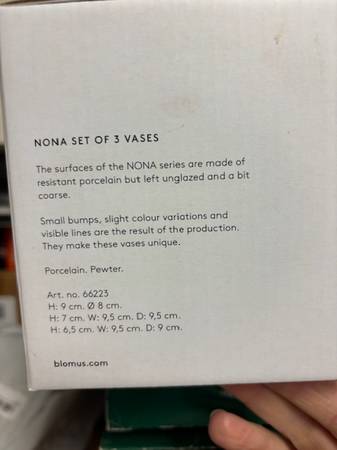 NONA SET OF 3 VASES
The surfaces of the NONA series are made of
resistant porcelain but left unglazed and a bit
coarse.
Small bumps, slight colour variations and
visible lines are the result of the production.
They make these vases unique.
Porcelain. Pewter.
Art. no. 66223
H: 9 cm. Ø 8 cm.
H: 7 cm. W: 9,5 cm. D: 9,5 cm.
H: 6,5 cm. W: 9,5 cm. D: 9 cm.
blomus.com